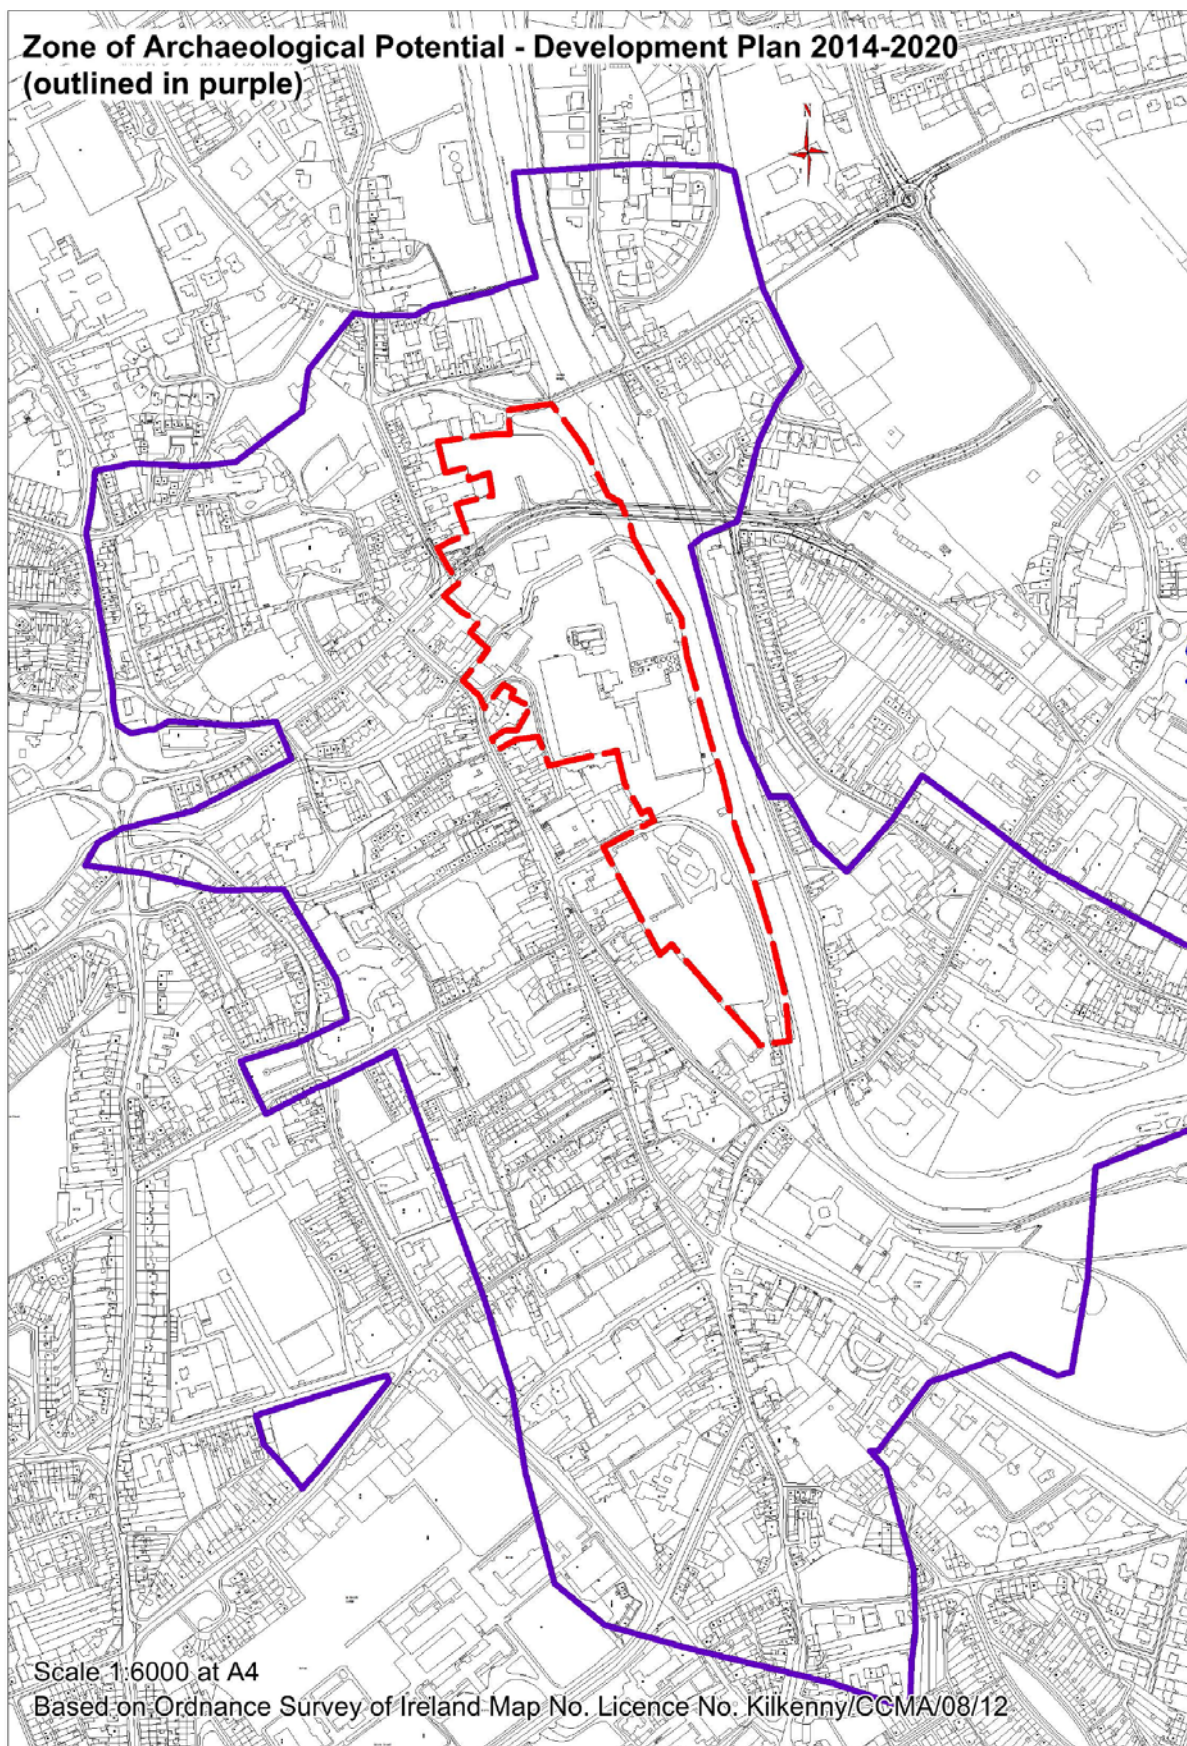 Zone of Archaeological Potential - Development Plan 2014-2020
(outlined in purple)
N
Scale 1:6000 at A4
Based on Ordnance Survey of Ireland Map No. Licence No. Kilkenny/CCMA/08/12